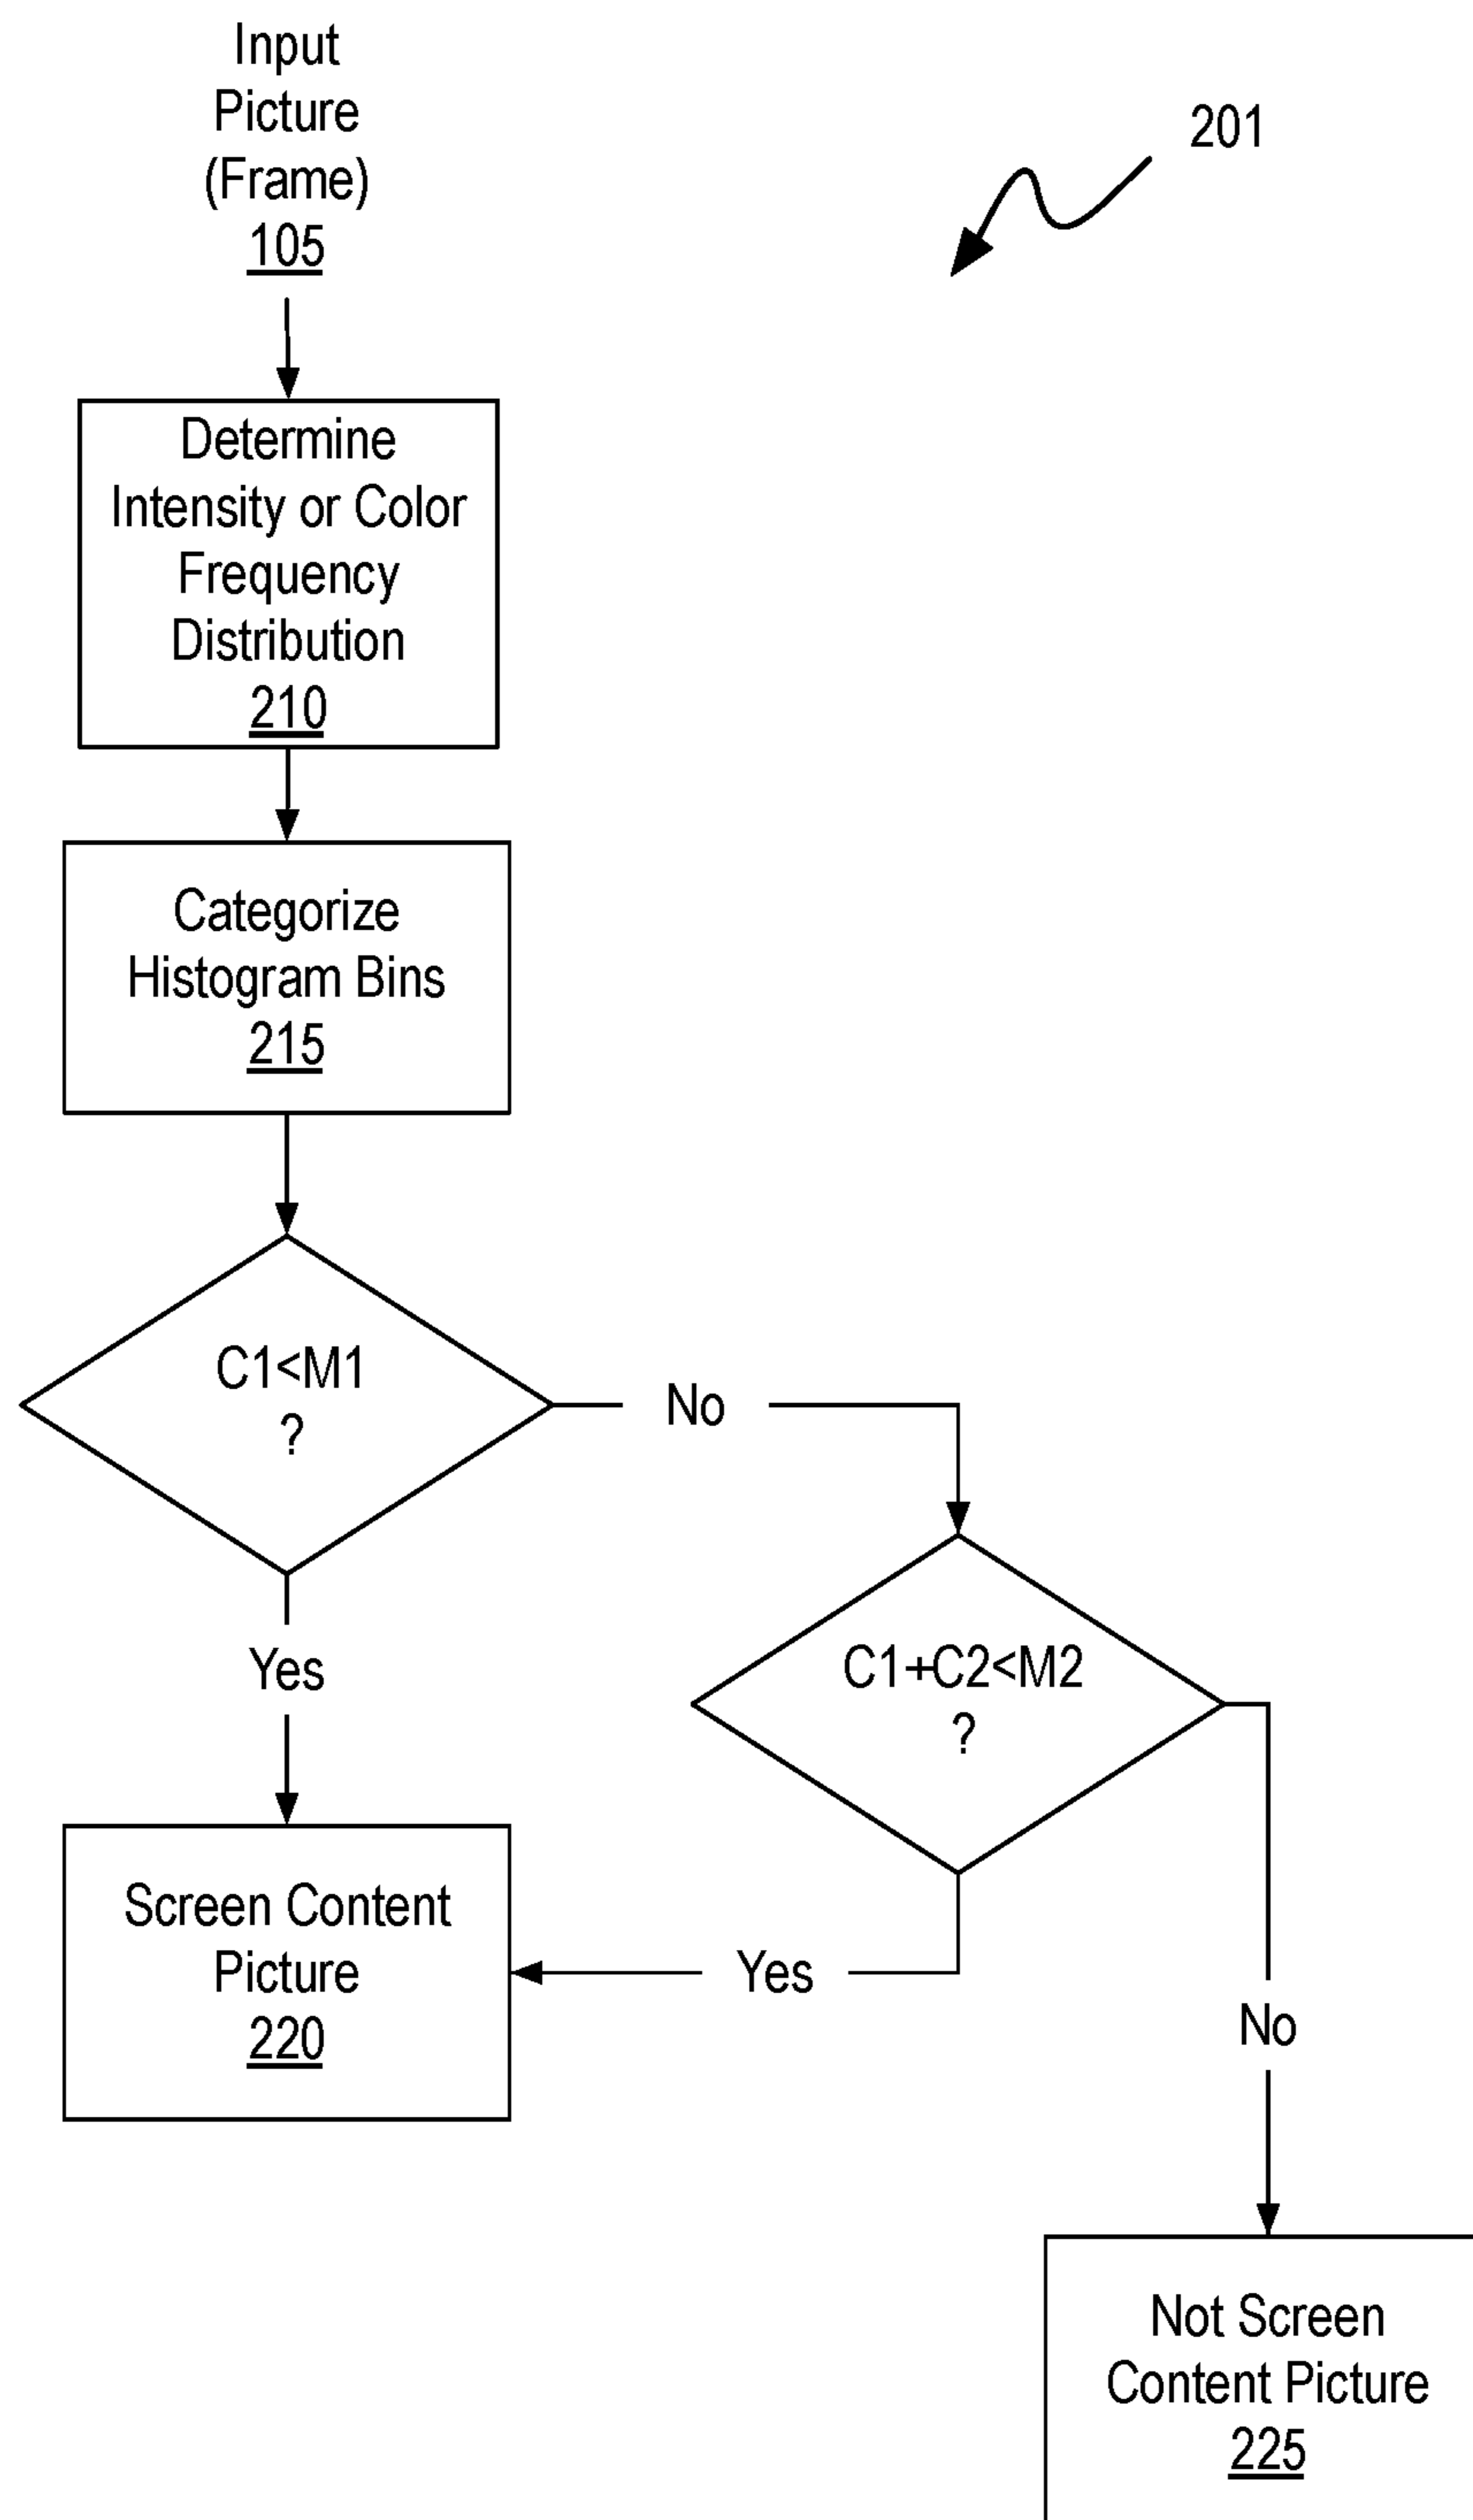 Input
Picture
(Frame)
105
201
Determine
Intensity or Color
Frequency
Distribution
210
Categorize
Histogram Bins
215
C1<M1
?
No
C1+C2<M2
?
Yes
Screen Content
Picture
220
Yes
No
Not Screen
Content Picture
225